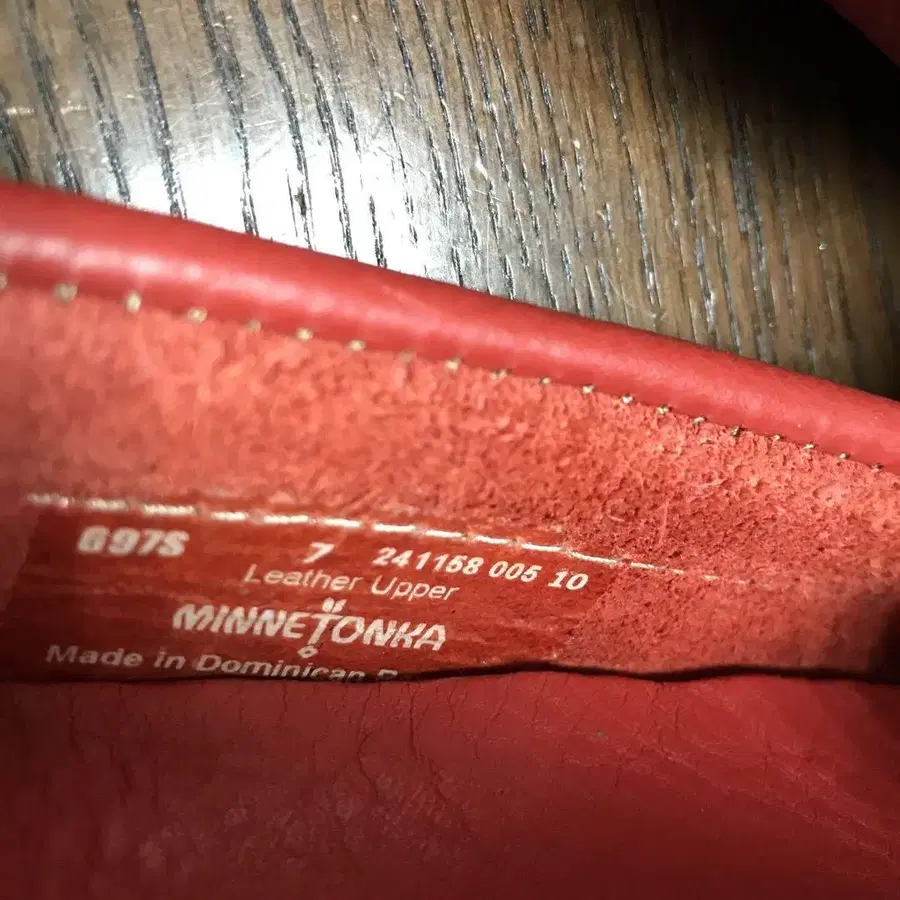 697S 7 241158 005 10
Leather Upper
MINNETONKA
Made in Dominican